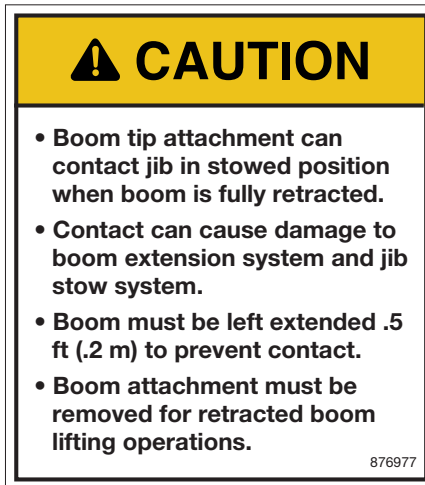 CAUTION
• Boom tip attachment can
contact jib in stowed position
when boom is fully retracted.
• Contact can cause damage to
boom extension system and jib
stow system.
• Boom must be left extended .5
ft (.2 m) to prevent contact.
• Boom attachment must be
removed for retracted boom
lifting operations.
876977